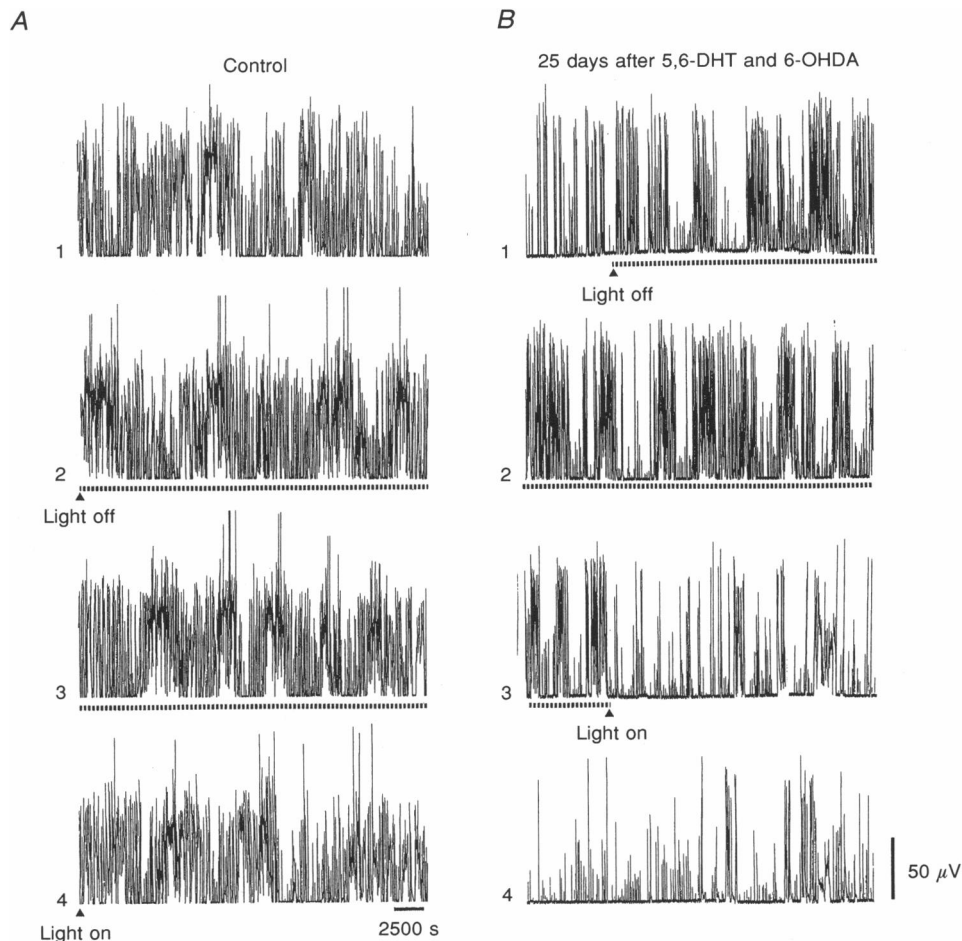 A
Control
1
2
Light off
3
4
Light on
2500 s
B
25 days after 5,6-DHT and 6-OHDA
1
Light off
2
3
Light on
4
50 μV